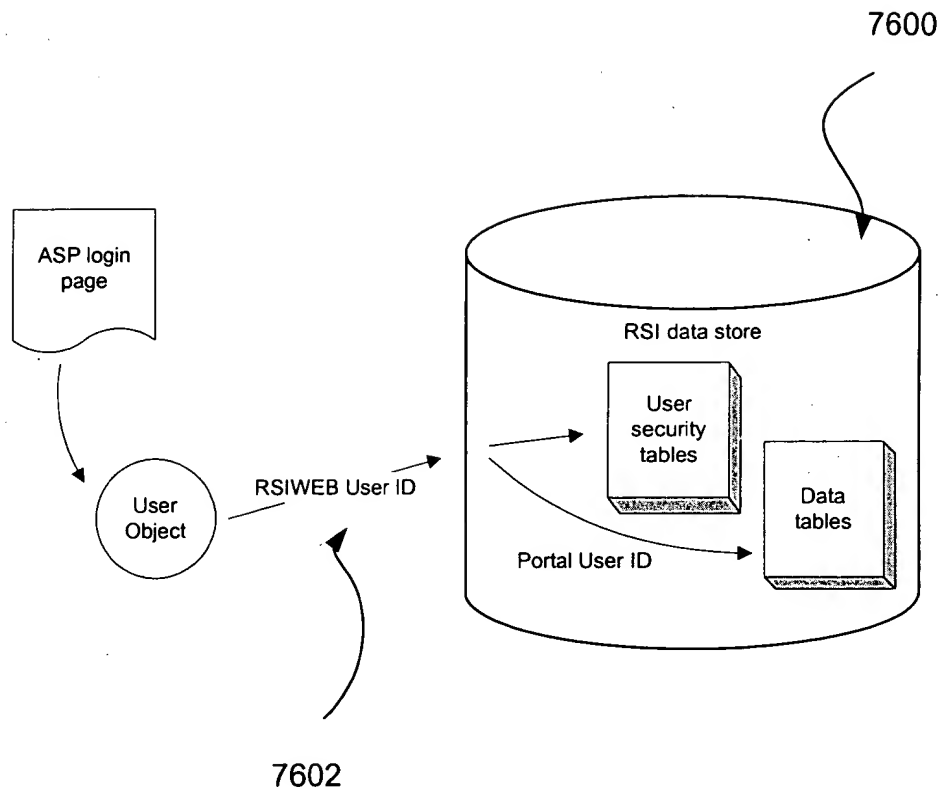 7600
ASP login
page
RSI data store
User
security
tables
Data
tables
User
Object
RSIWEB User ID
Portal User ID
7602